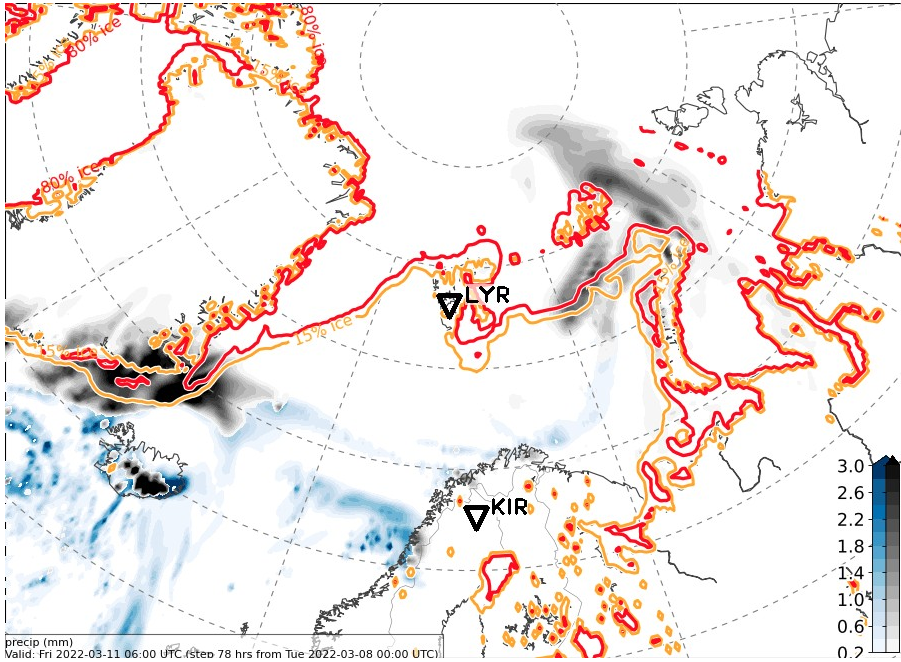 80% ice
80% ice
15%
80% ice
LYR
15% ice
15% ice
KIR
3.0
2.6
2.2
1.8
1.4
1.0
0.6
0.2
precip (mm)
Valid: Fri 2022-03-11 06:00 UTC (step 78 hrs from Tue 2022-03-08 00:00 UTC)